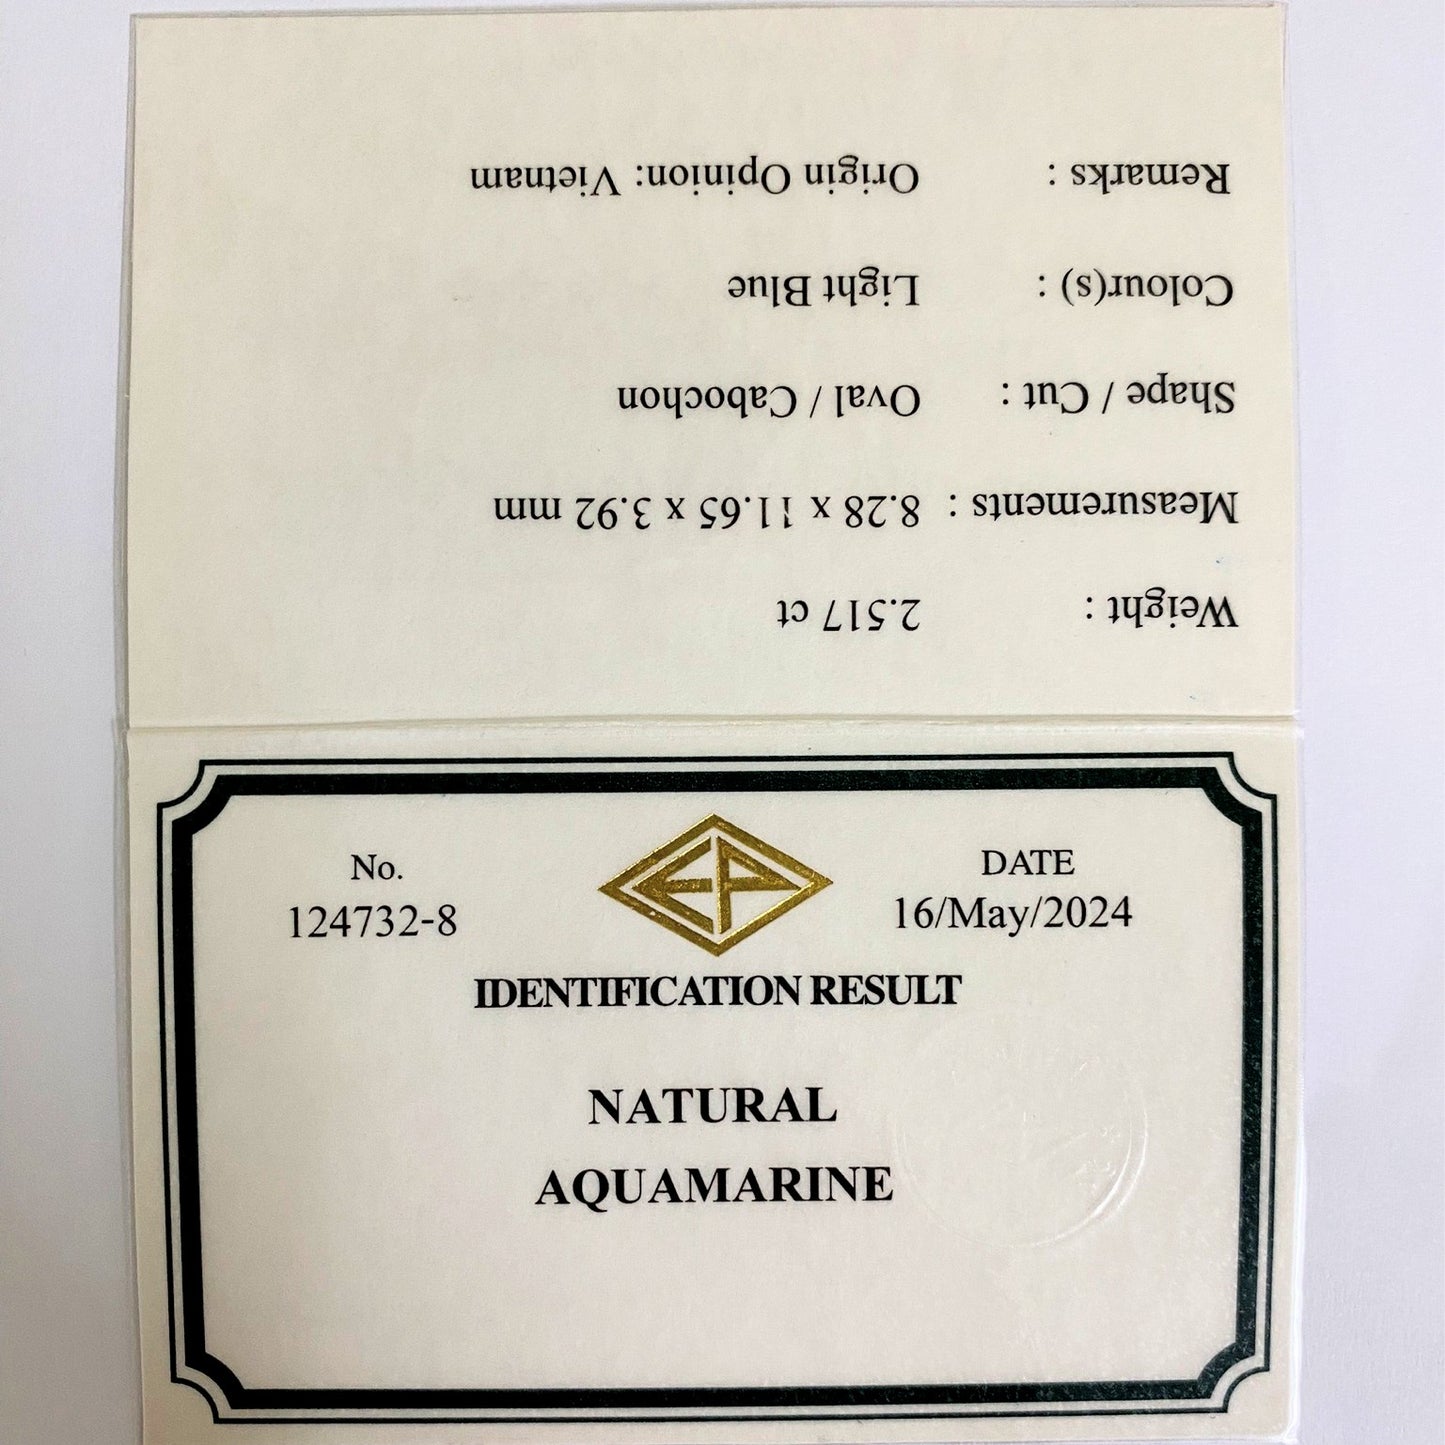 No.
124732-8
EP
DATE
16/May/2024
IDENTIFICATION RESULT
NATURAL
AQUAMARINE
Weight : 2.517 ct
Measurements : 8.28 x 11.65 x 3.92 mm
Shape / Cut : Oval / Cabochon
Colour(s) : Light Blue
Remarks : Origin Opinion: Vietnam